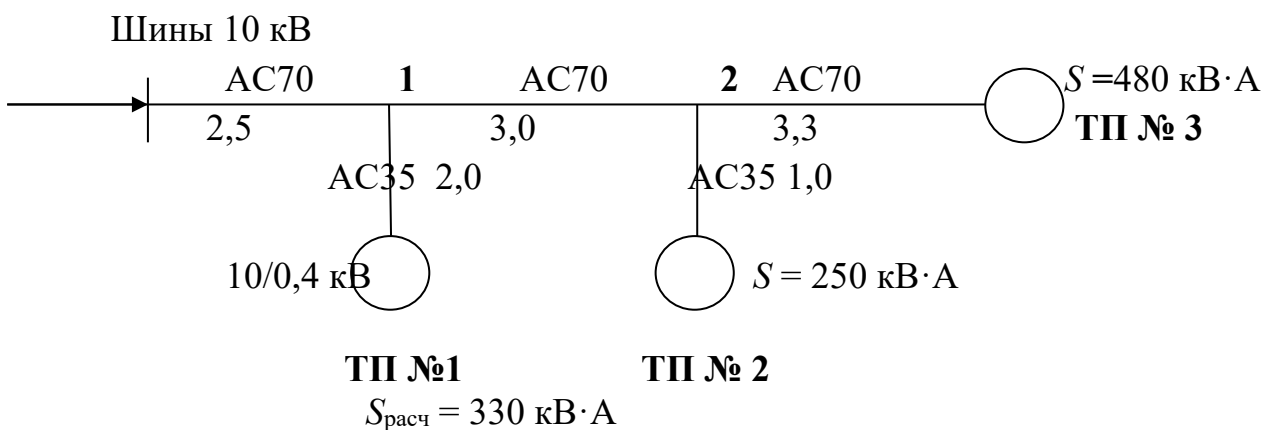 Шины 10 кВ
АС70 1 АС70 2 АС70 S =480 кВ·А
2,5 3,0 3,3 ТП № 3
АС35 2,0 АС35 1,0
10/0,4 кВ S = 250 кВ·А
ТП №1 ТП № 2
Sрасч = 330 кВ·А